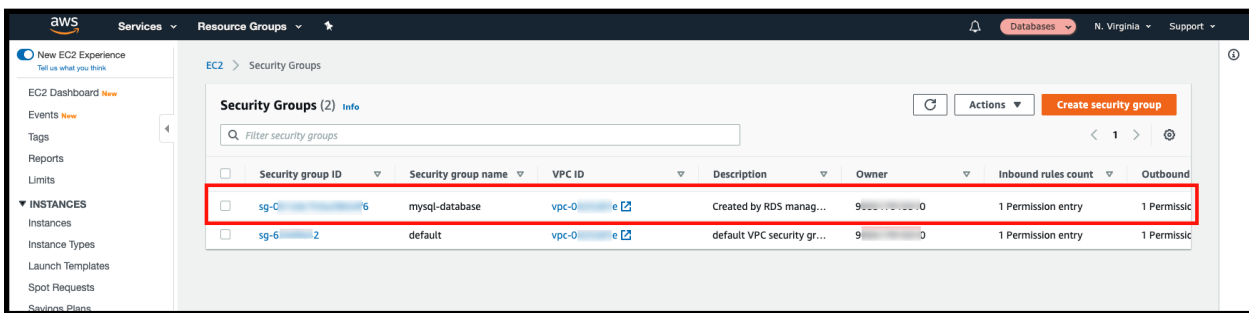 aws Services Resource Groups Databases N. Virginia Support
New EC2 Experience
Tell us what you think
EC2 Dashboard New
Events New
Tags
Reports
Limits
INSTANCES
Instances
Instance Types
Launch Templates
Spot Requests
Savings Plans
EC2 > Security Groups
Security Groups (2) Info
Actions Create security group
Filter security groups
1
Security group ID Security group name VPC ID Description Owner Inbound rules count Outbound
mysql-database Created by RDS manag... 1 Permission entry 1 Permissic
default default VPC security gr... 1 Permission entry 1 Permissic